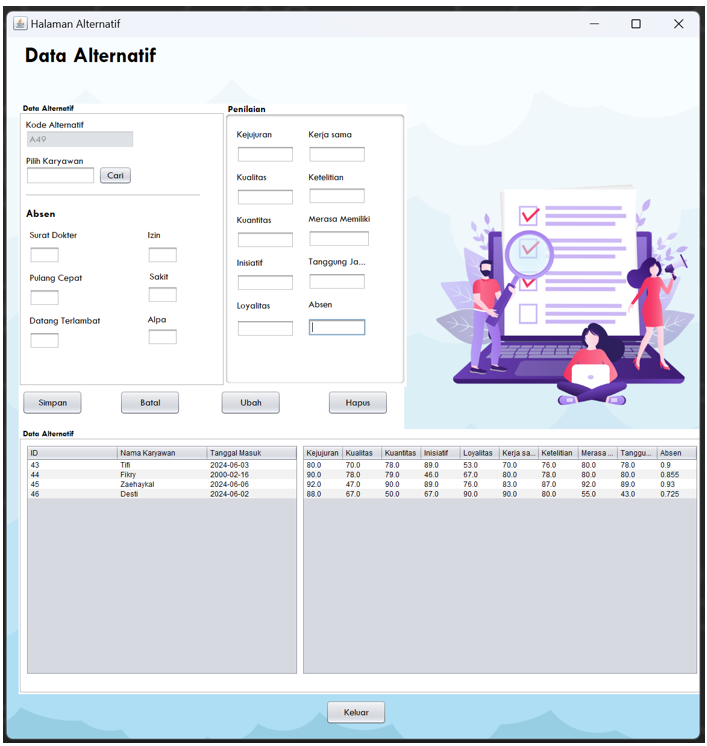 Halaman Alternatif
Data Alternatif
Data Alternatif
Kode Alternatif
A49
Pilih Karyawan
Cari
Absen
Surat Dokter Izin
Pulang Cepat Sakit
Datang Terlambat Alpa
Penilaian
Kejujuran Kerja sama
Kualitas Ketelitian
Kuantitas Merasa Memiliki
Inisiatif Tanggung Ja...
Loyalitas Absen
Simpan Batal Ubah Hapus
Data Alternatif
ID Nama Karyawan Tanggal Masuk Kejujuran Kualitas Kuantitas Inisiatif Loyalitas Kerja sa... Ketelitian Merasa ... Tanggu... Absen
43 Tifi 2024-06-03 80.0 70.0 78.0 89.0 53.0 70.0 76.0 80.0 78.0 0.9
44 Fikry 2000-02-16 90.0 78.0 79.0 46.0 67.0 80.0 78.0 80.0 80.0 0.855
45 Zaehaykal 2024-06-06 92.0 47.0 90.0 89.0 76.0 83.0 87.0 92.0 89.0 0.93
46 Desti 2024-06-02 88.0 67.0 50.0 67.0 90.0 90.0 80.0 55.0 43.0 0.725
Keluar